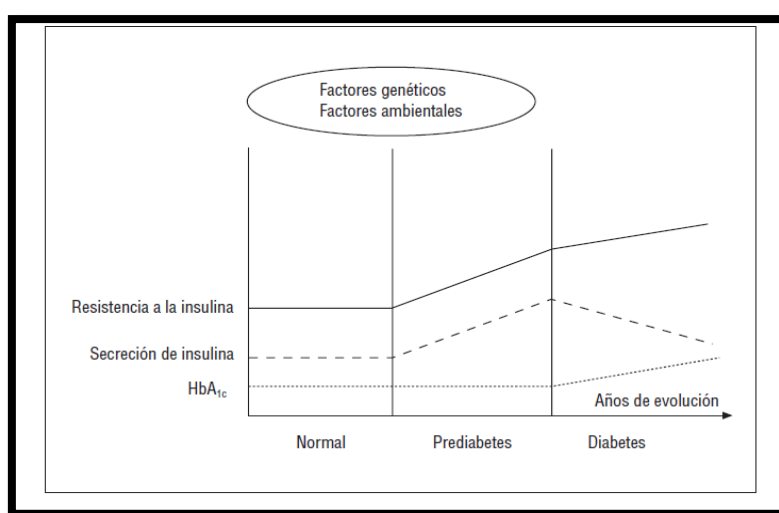 Factores genéticos
Factores ambientales
Resistencia a la insulina
Secreción de insulina
HbA1c
Años de evolución
Normal
Prediabetes
Diabetes